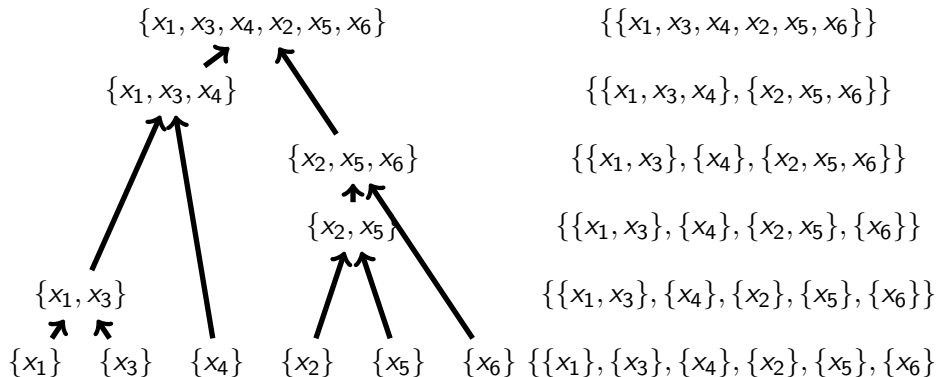 {x₁, x₃, x₄, x₂, x₅, x₆} {{x₁, x₃, x₄, x₂, x₅, x₆}}
{x₁, x₃, x₄} {{x₁, x₃, x₄}, {x₂, x₅, x₆}}
{x₂, x₅, x₆} {{x₁, x₃}, {x₄}, {x₂, x₅, x₆}}
{x₂, x₅} {{x₁, x₃}, {x₄}, {x₂, x₅}, {x₆}}
{x₁, x₃} {{x₁, x₃}, {x₄}, {x₂}, {x₅}, {x₆}}
{x₁} {x₃} {x₄} {x₂} {x₅} {x₆} {{x₁}, {x₃}, {x₄}, {x₂}, {x₅}, {x₆}